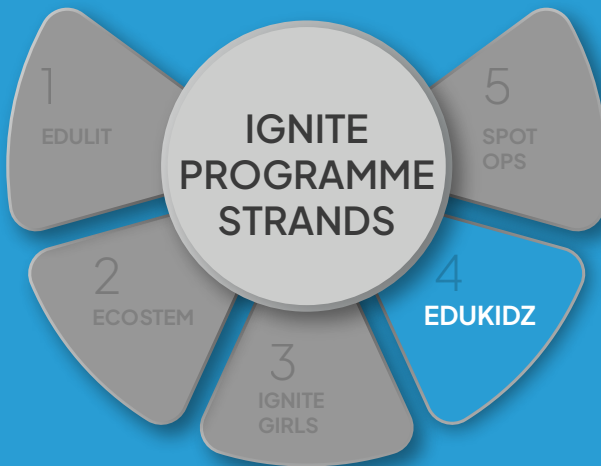 IGNITE
PROGRAMME
STRANDS
1
EDULIT
2
ECOSTEM
3
IGNITE
GIRLS
4
EDUKIDZ
5
SPOT
OPS